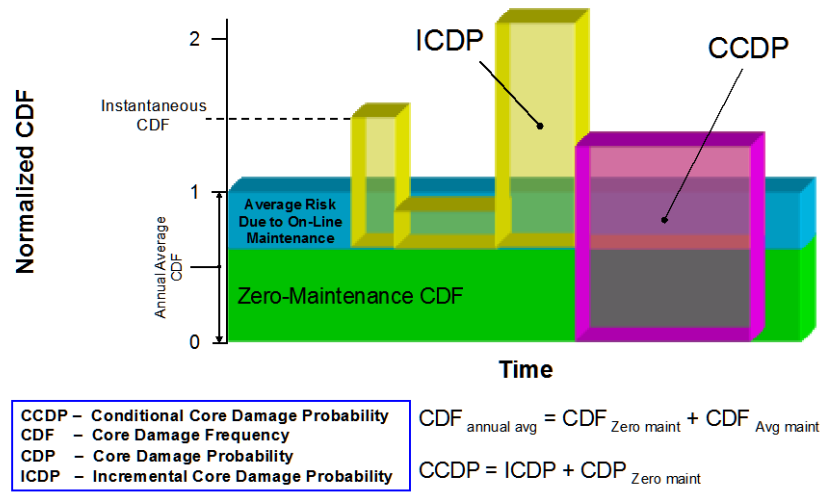 2
ICDP
CCDP
Instantaneous
CDF
Normalized CDF
1
Average Risk
Due to On-Line
Maintenance
Annual Average
CDF
Zero-Maintenance CDF
0
Time
CCDP – Conditional Core Damage Probability
CDF – Core Damage Frequency
CDP – Core Damage Probability
ICDP – Incremental Core Damage Probability
CDF annual avg = CDF Zero maint + CDF Avg maint
CCDP = ICDP + CDP Zero maint